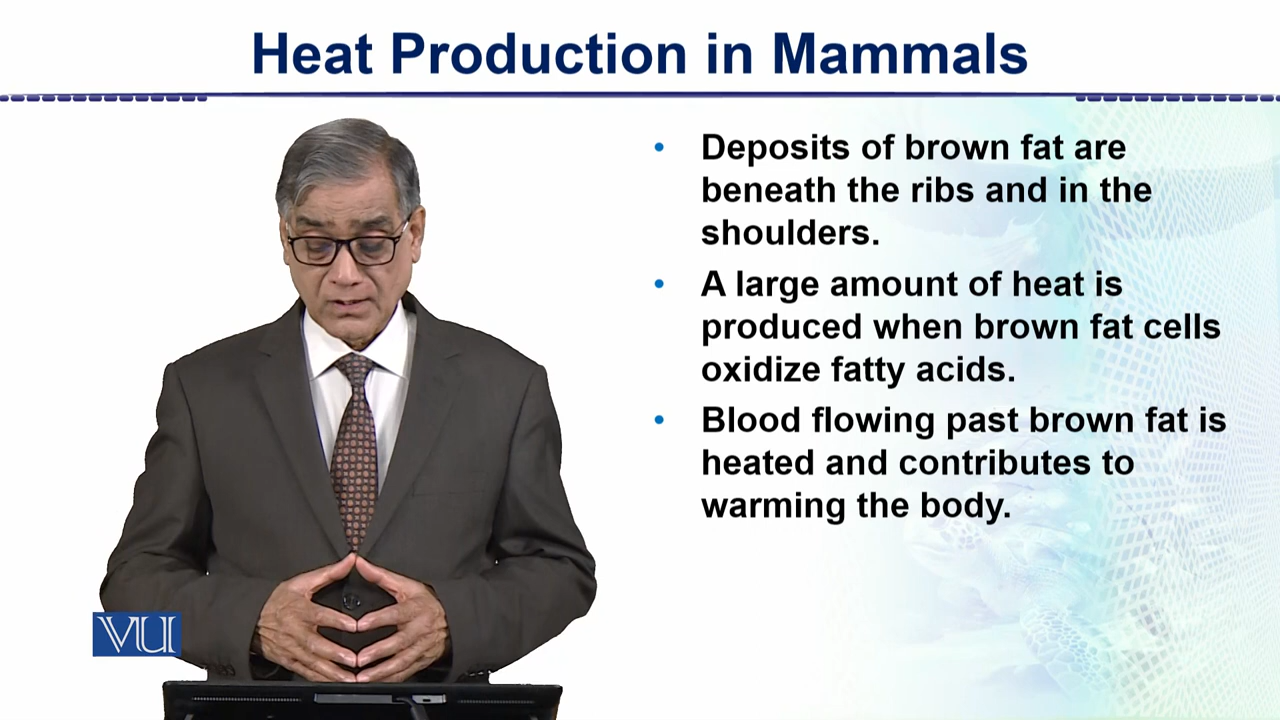 Heat Production in Mammals
• Deposits of brown fat are
beneath the ribs and in the
shoulders.
• A large amount of heat is
produced when brown fat cells
oxidize fatty acids.
• Blood flowing past brown fat is
heated and contributes to
warming the body.
VU